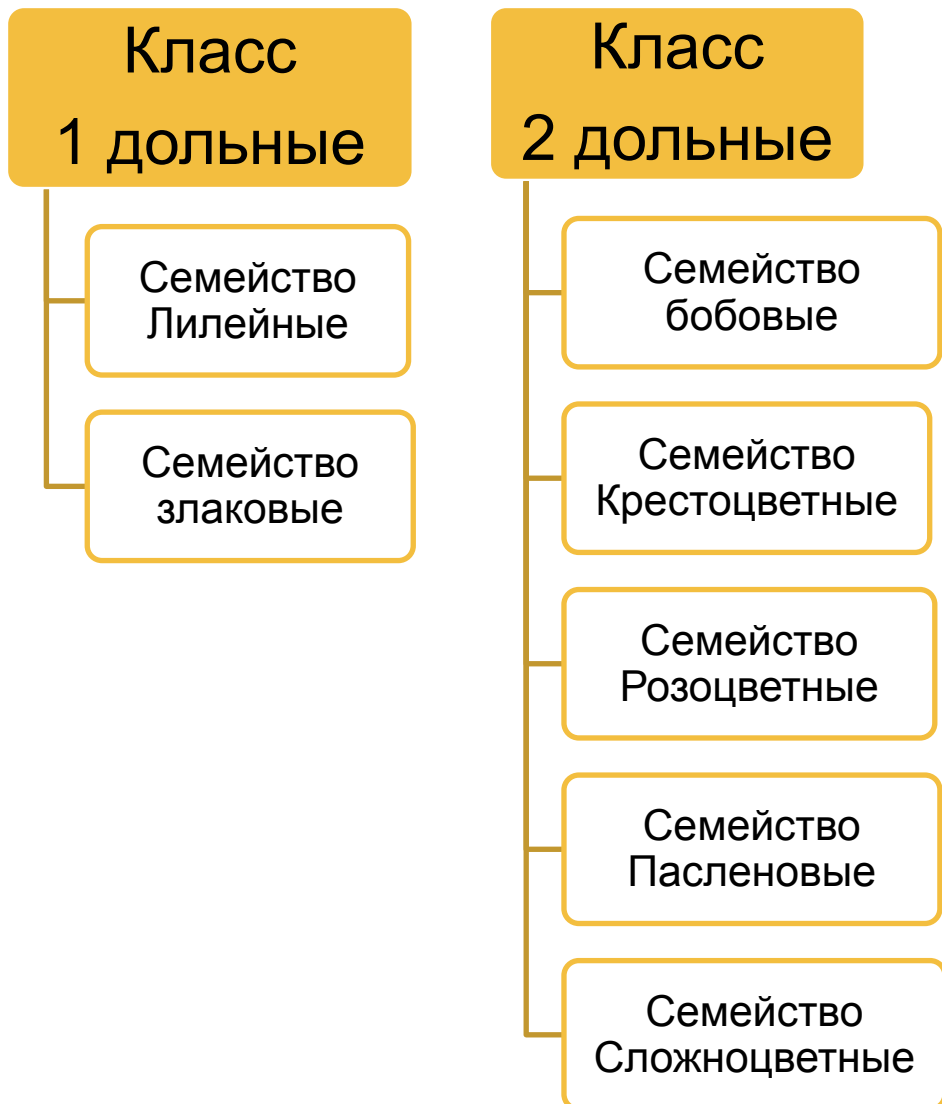 Класс
1 дольные
Семейство
Лилейные
Семейство
злаковые
Класс
2 дольные
Семейство
бобовые
Семейство
Крестоцветные
Семейство
Розоцветные
Семейство
Пасленовые
Семейство
Сложноцветные